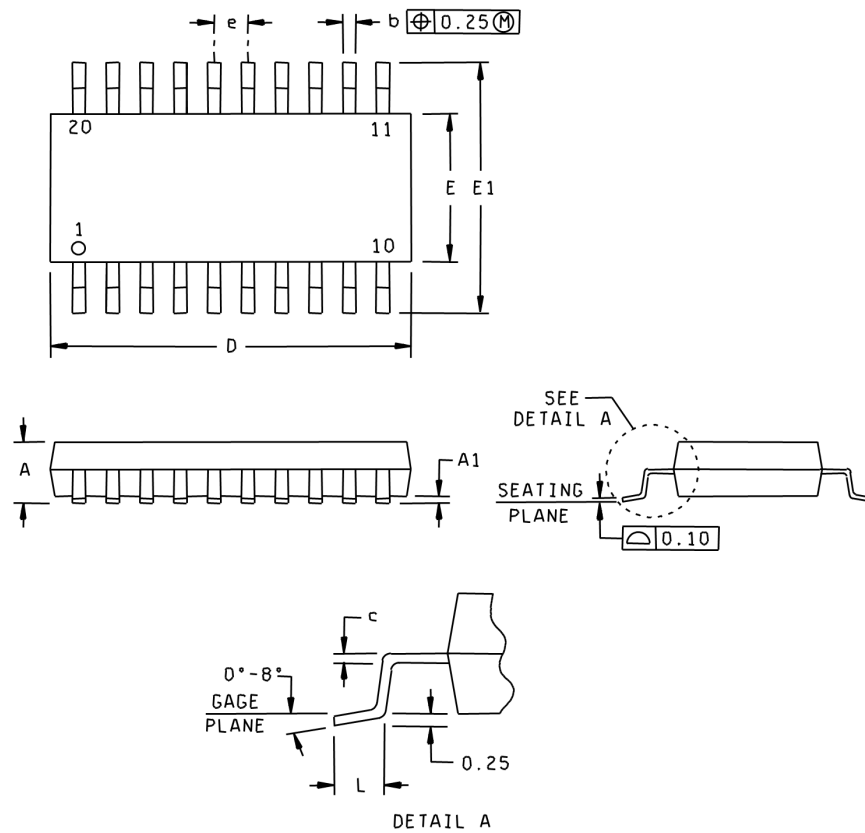 e
b ⌖ 0.25 Ⓜ
20 11
E E1
1
10
D
SEE
DETAIL A
A
A1
SEATING
PLANE
⌓ 0.10
c
0°-8°
GAGE
PLANE
0.25
L
DETAIL A